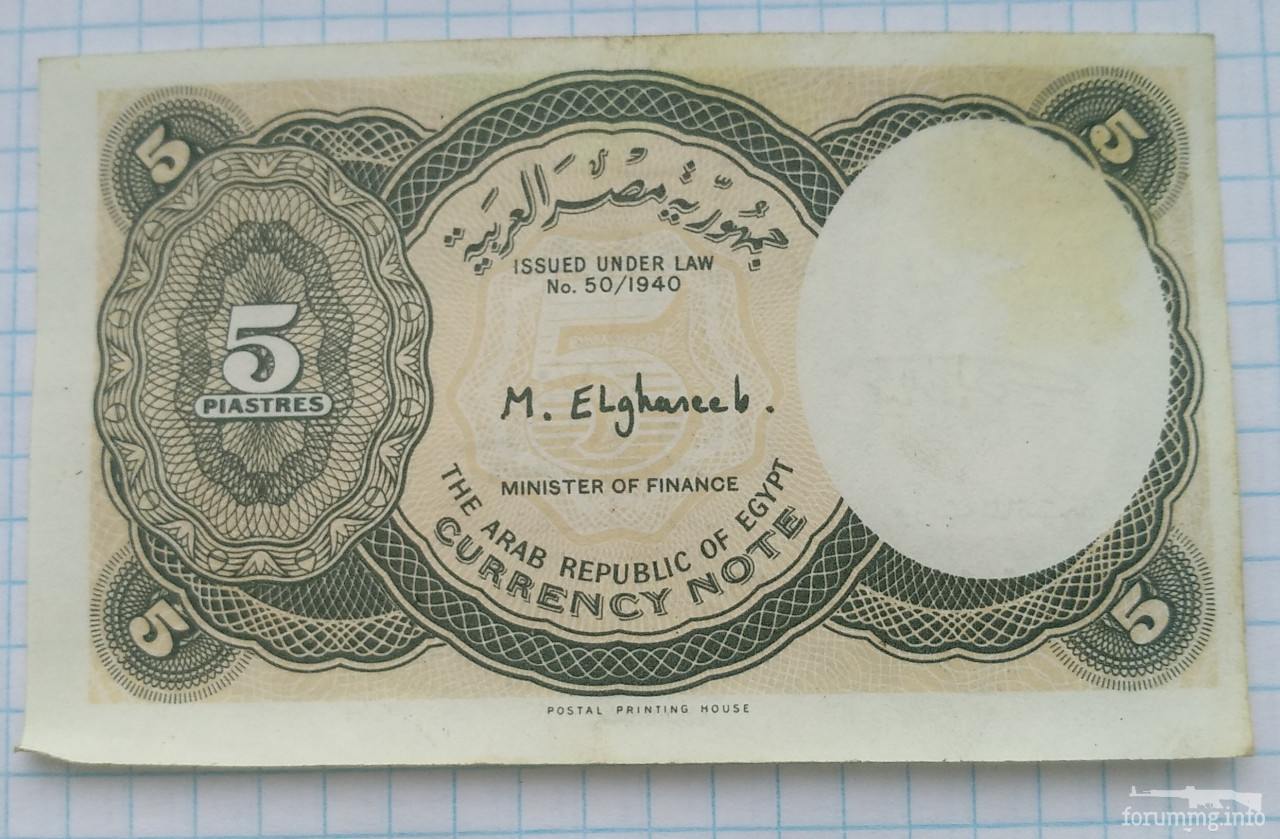 5
5
جمهورية مصر العربية
ISSUED UNDER LAW
No. 50/1940
5
5
PIASTRES
M. ELghareeb.
MINISTER OF FINANCE
THE ARAB REPUBLIC OF EGYPT
CURRENCY NOTE
5
5
POSTAL PRINTING HOUSE
forummg.info